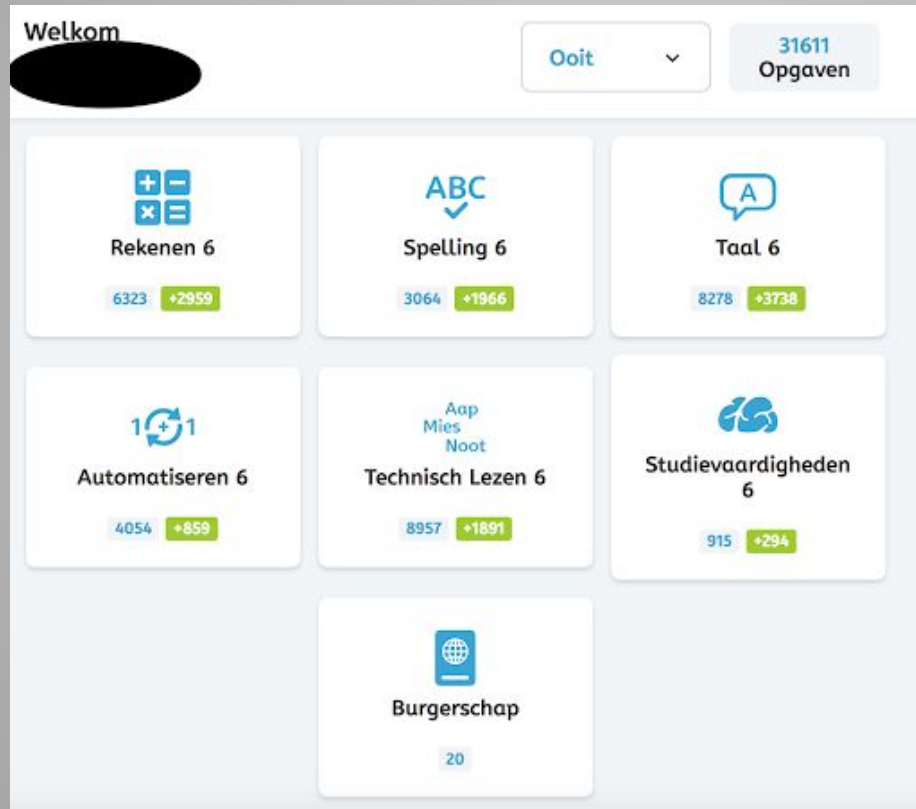 Welkom
Ooit
31611
Opgaven
Rekenen 6
6323 +2959
ABC
Spelling 6
3064 +1966
A
Taal 6
8278 +3738
1 + 1
Automatiseren 6
4054 +859
Aap
Mies
Noot
Technisch Lezen 6
8957 +1891
Studievaardigheden
6
915 +294
Burgerschap
20